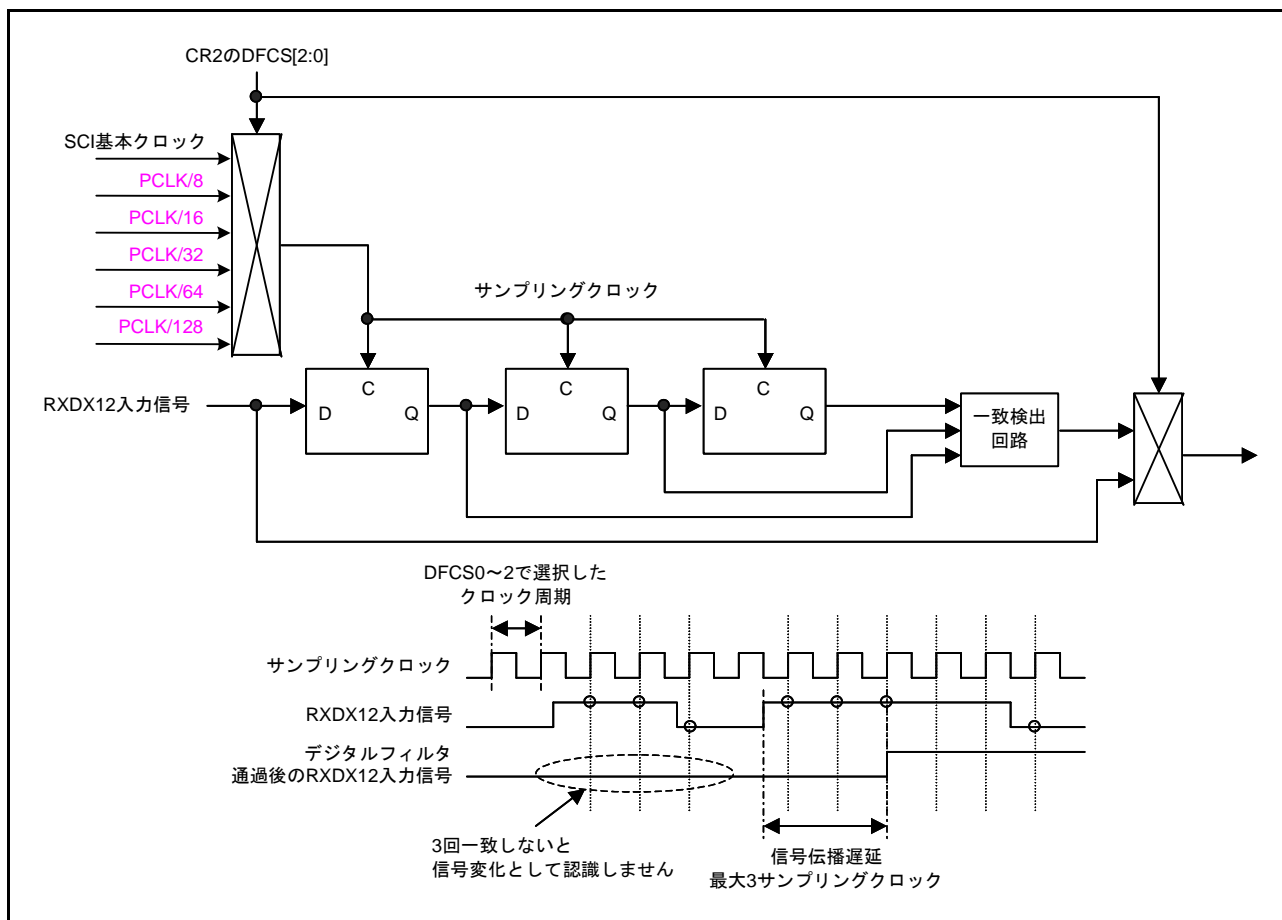 CR2のDFCS[2:0]
SCI基本クロック
PCLK/8
PCLK/16
PCLK/32
PCLK/64
PCLK/128
サンプリングクロック
RXDX12入力信号
C
D
Q
C
D
Q
C
D
Q
一致検出
回路
DFCS0～2で選択した
クロック周期
サンプリングクロック
RXDX12入力信号
デジタルフィルタ
通過後のRXDX12入力信号
3回一致しないと
信号変化として認識しません
信号伝播遅延
最大3サンプリングクロック